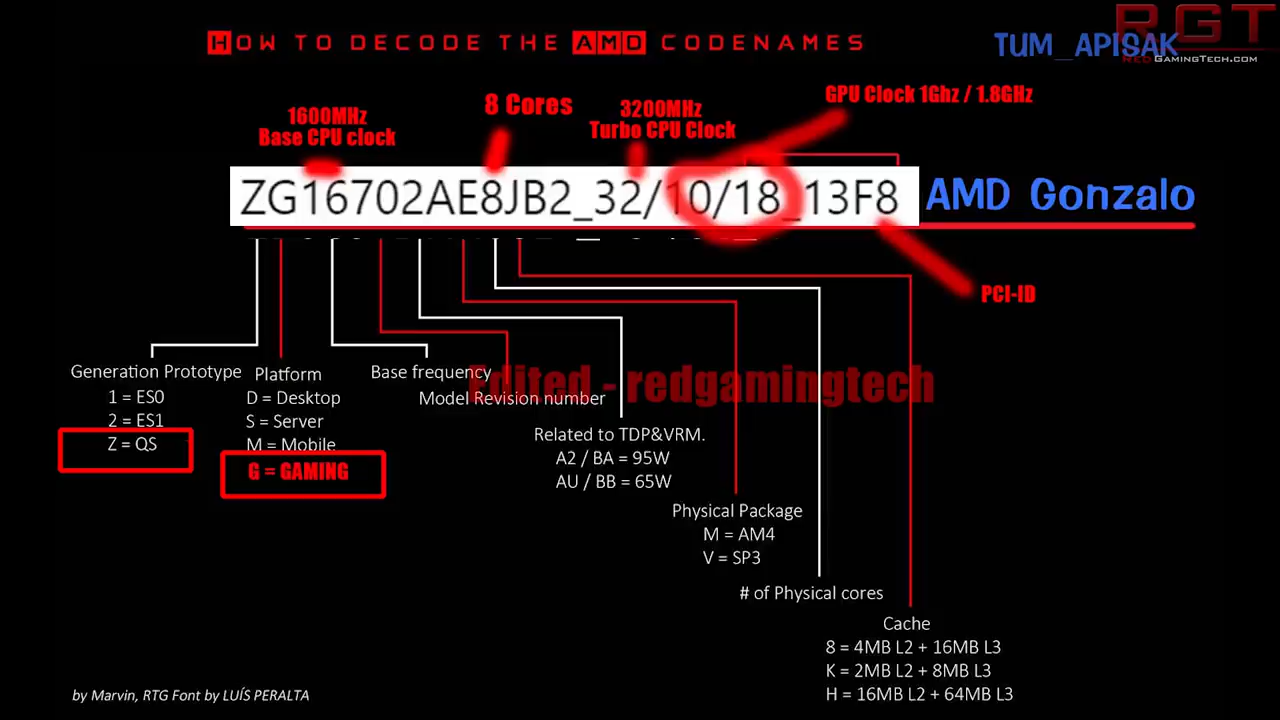 HOW TO DECODE THE AMD CODENAMES
TUM_APISAK
RGT
REDGAMINGTECH.COM
GPU Clock 1Ghz / 1.8GHz
8 Cores
1600MHz
Base CPU clock
3200MHz
Turbo CPU Clock
ZG16702AE8JB2_32/10/18_13F8
AMD Gonzalo
PCI-ID
Generation Prototype
1 = ES0
2 = ES1
Z = QS
Platform
D = Desktop
S = Server
M = Mobile
G = GAMING
Base frequency
Edited - redgamingtech
Model Revision number
Related to TDP&VRM.
A2 / BA = 95W
AU / BB = 65W
Physical Package
M = AM4
V = SP3
# of Physical cores
Cache
8 = 4MB L2 + 16MB L3
K = 2MB L2 + 8MB L3
H = 16MB L2 + 64MB L3
by Marvin, RTG Font by LUÍS PERALTA